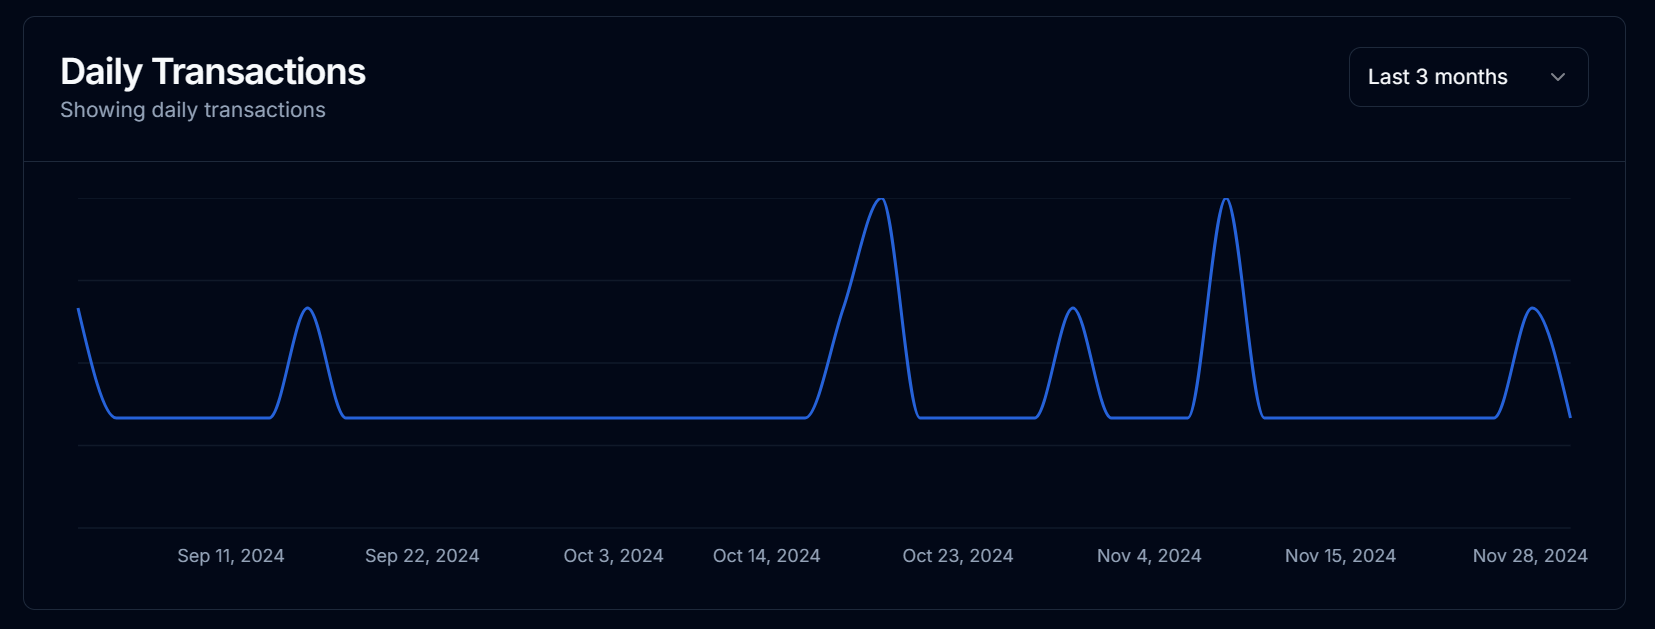 Daily Transactions
Showing daily transactions
Last 3 months
Sep 11, 2024
Sep 22, 2024
Oct 3, 2024
Oct 14, 2024
Oct 23, 2024
Nov 4, 2024
Nov 15, 2024
Nov 28, 2024